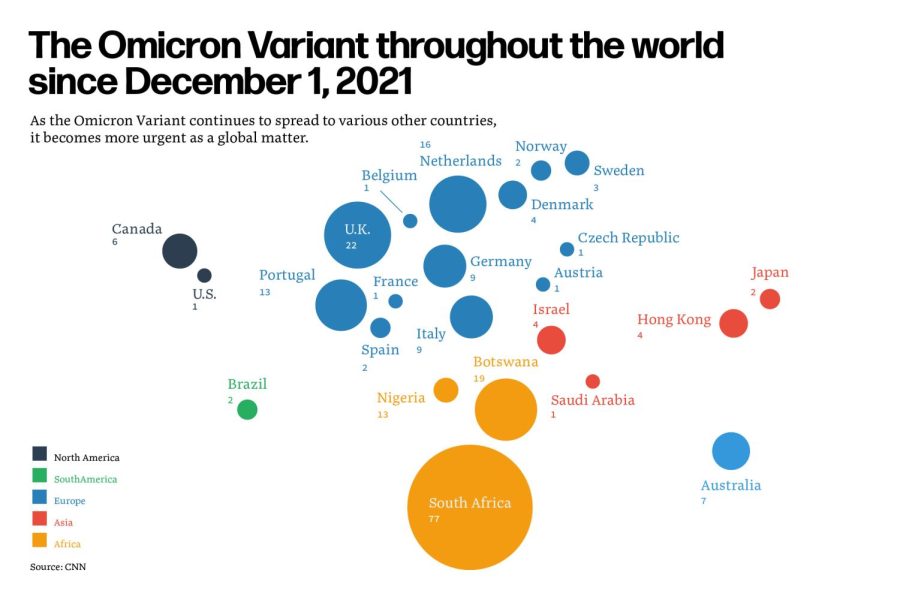 The Omicron Variant throughout the world
since December 1, 2021
As the Omicron Variant continues to spread to various other countries,
it becomes more urgent as a global matter.
16
Netherlands
Norway
2
Sweden
3
Belgium
1
Denmark
4
Canada
6
U.K.
22
Czech Republic
1
Germany
9
Austria
1
Portugal
13
France
1
Japan
2
U.S.
1
Israel
4
Hong Kong
4
Italy
9
Spain
2
Botswana
19
Brazil
2
Nigeria
13
Saudi Arabia
1
Australia
7
South Africa
77
North America
SouthAmerica
Europe
Asia
Africa
Source: CNN